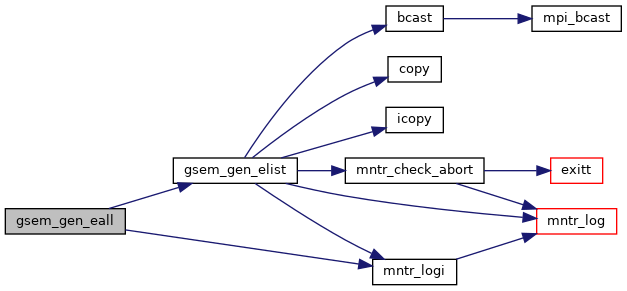 bcast
mpi_bcast
copy
icopy
gsem_gen_elist
mntr_check_abort
exitt
gsem_gen_eall
mntr_log
mntr_logi